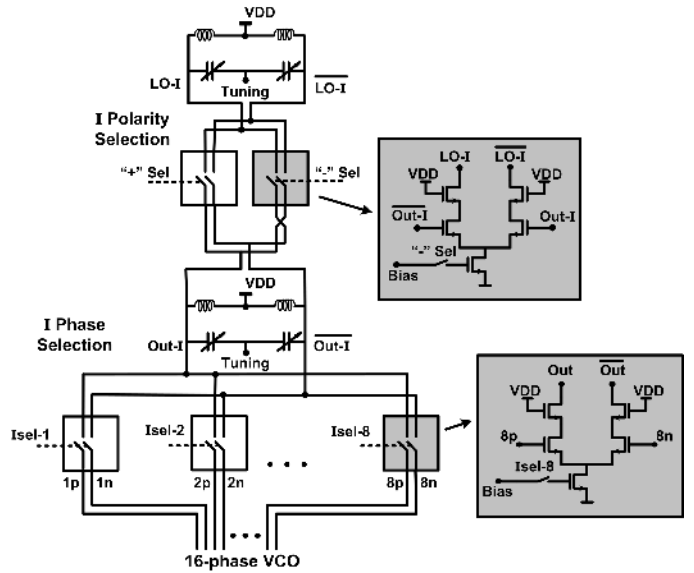 VDD
LO-I
Tuning
LO-I
I Polarity
Selection
“+” Sel
“-” Sel
LO-I
LO-I
VDD
VDD
Out-I
Out-I
“-” Sel
Bias
VDD
I Phase
Selection
Out-I
Tuning
Out-I
Isel-1
Isel-2
Isel-8
1p
1n
2p
2n
8p
8n
Out
Out
VDD
VDD
8p
8n
Isel-8
Bias
16-phase VCO